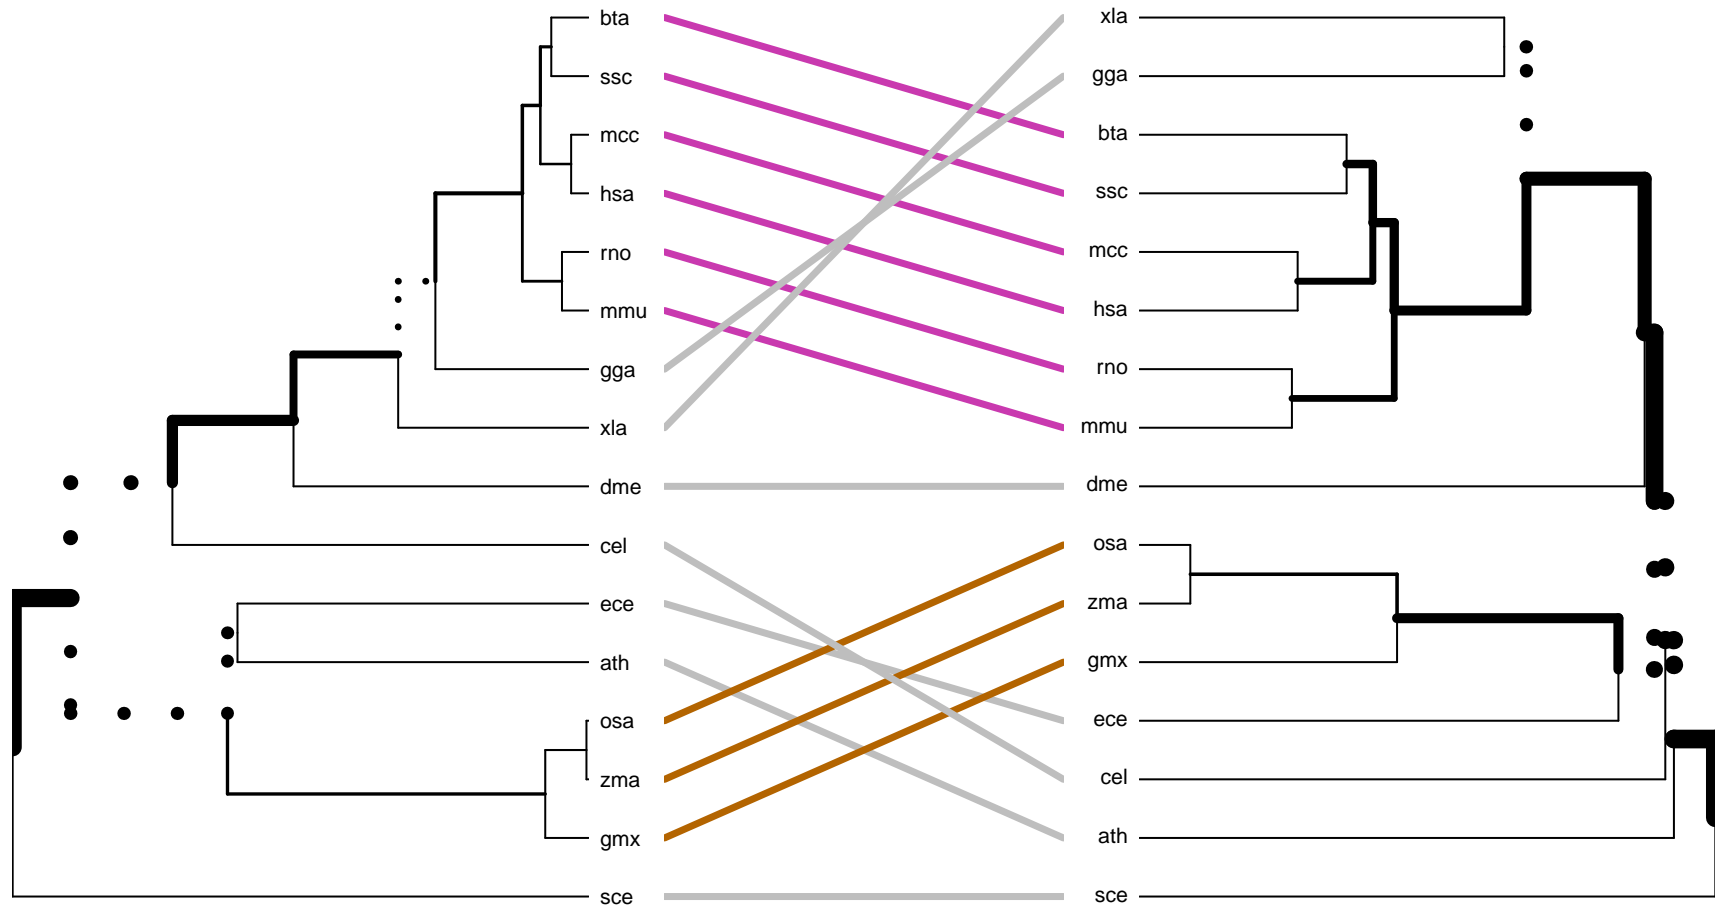 bta
ssc
mcc
hsa
rno
mmu
gga
xla
dme
cel
ece
ath
osa
zma
gmx
sce
xla
gga
bta
ssc
mcc
hsa
rno
mmu
dme
osa
zma
gmx
ece
cel
ath
sce